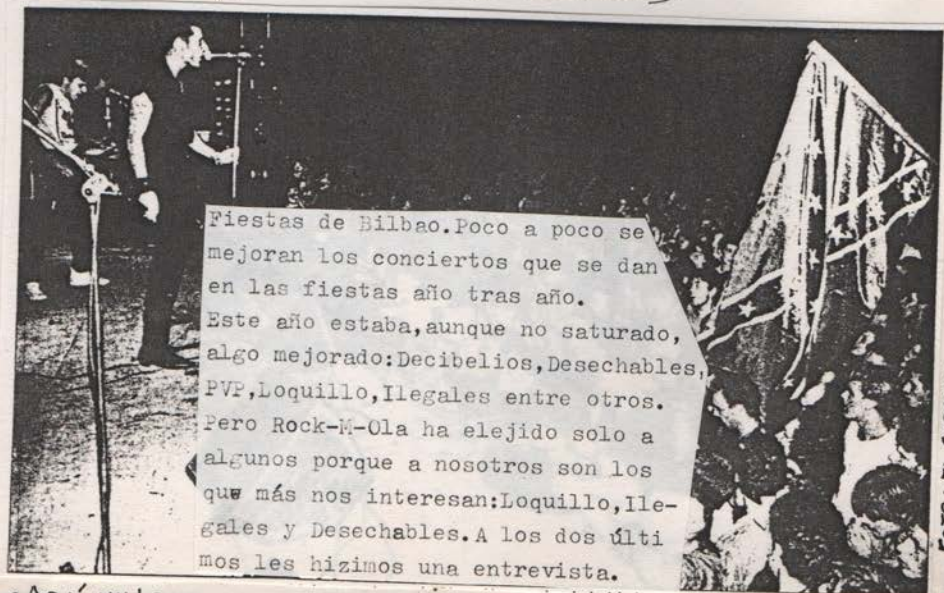 Fiestas de Bilbao.Poco a poco se
mejoran los conciertos que se dan
en las fiestas año tras año.
Este año estaba,aunque no saturado,
algo mejorado:Decibelios,Desechables,
PVP,Loquillo,Ilegales entre otros.
Pero Rock-M-Ola ha elejido solo a
algunos porque a nosotros son los
que más nos interesan:Loquillo,Ile-
gales y Desechables.A los dos últi
mos les hizimos una entrevista.